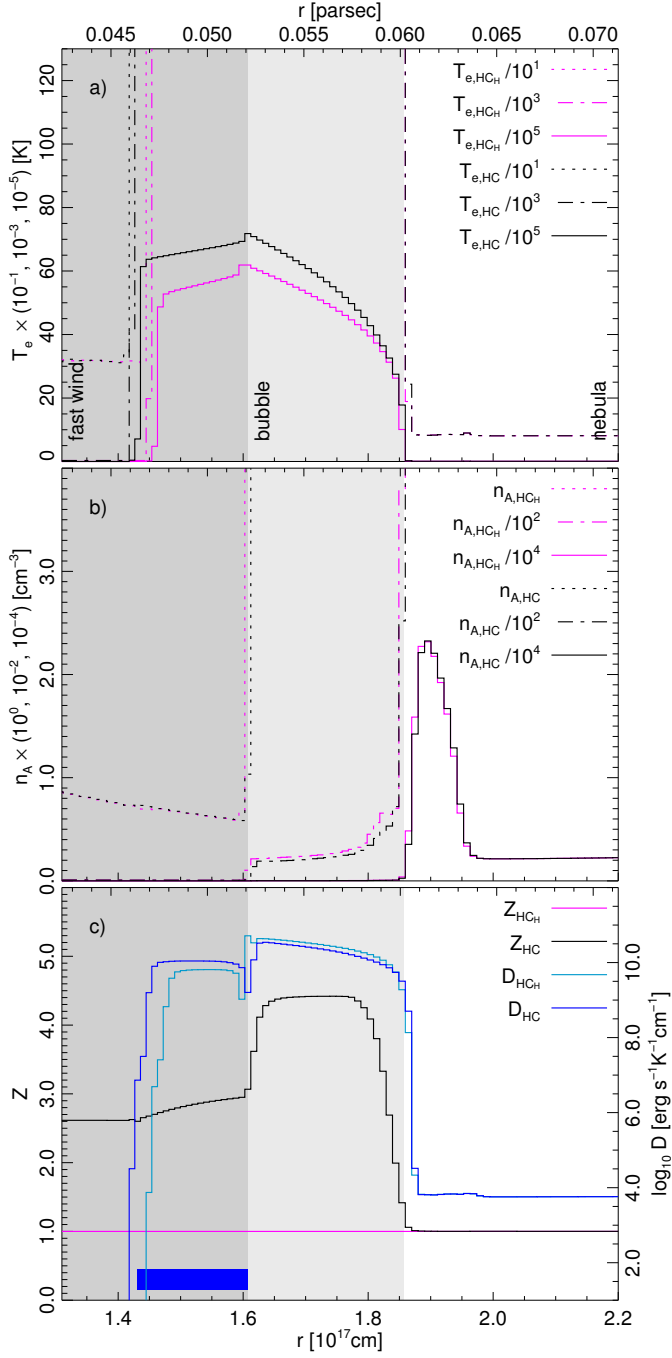 r [parsec]
0.045 0.050 0.055 0.060 0.065 0.070
a)
T_e × (10^-1, 10^-3, 10^-5) [K]
120
100
80
60
40
20
0
T_e,HC_H /10^1
T_e,HC_H /10^3
T_e,HC_H /10^5
T_e,HC /10^1
T_e,HC /10^3
T_e,HC /10^5
fast wind
bubble
nebula
b)
n_A × (10^0, 10^-2, 10^-4) [cm^-3]
3.0
2.0
1.0
0.0
n_A,HC_H
n_A,HC_H /10^2
n_A,HC_H /10^4
n_A,HC
n_A,HC /10^2
n_A,HC /10^4
c)
Z
5.0
4.0
3.0
2.0
1.0
0.0
Z_HC_H
Z_HC
D_HC_H
D_HC
10.0
8.0
6.0
4.0
2.0
log_10 D [erg s^-1 K^-1 cm^-1]
1.4 1.6 1.8 2.0 2.2
r [10^17 cm]